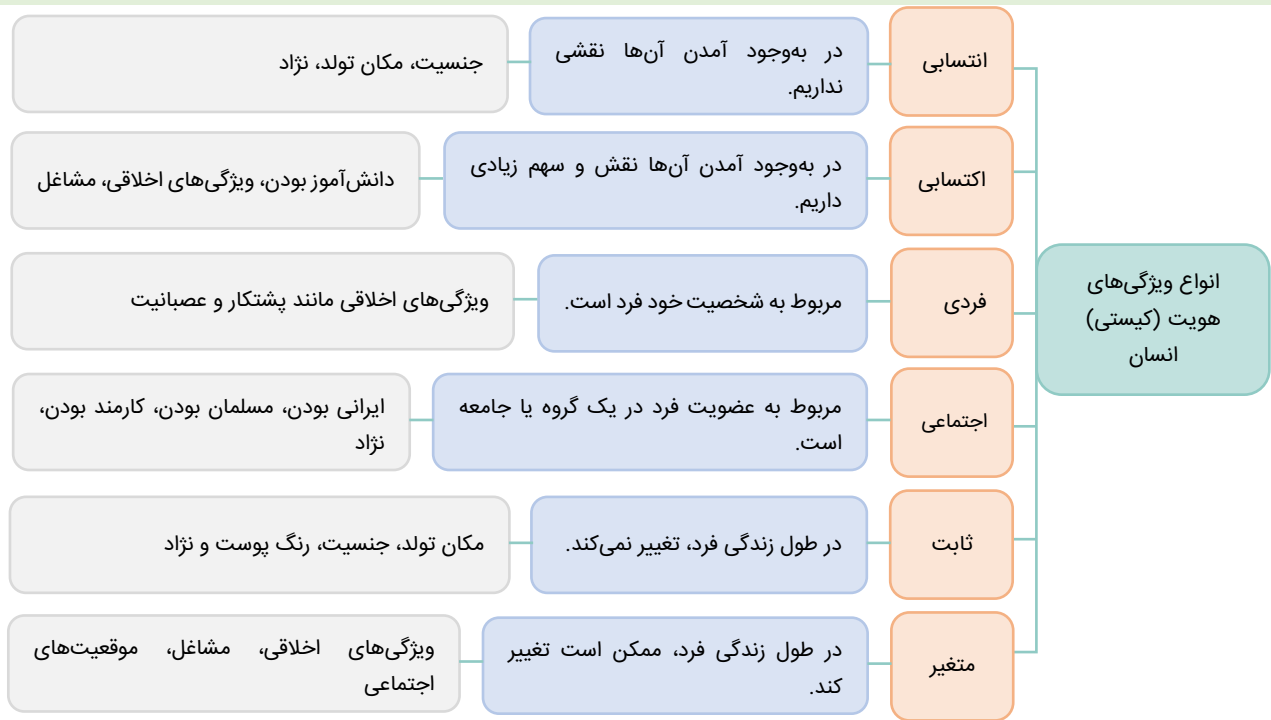 انواع ویژگی‌های
هویت (کیستی)
انسان
انتسابی
در به‌وجود آمدن آن‌ها نقشی
نداریم.
جنسیت، مکان تولد، نژاد
اکتسابی
در به‌وجود آمدن آن‌ها نقش و سهم زیادی
داریم.
دانش‌آموز بودن، ویژگی‌های اخلاقی، مشاغل
فردی
مربوط به شخصیت خود فرد است.
ویژگی‌های اخلاقی مانند پشتکار و عصبانیت
اجتماعی
مربوط به عضویت فرد در یک گروه یا جامعه
است.
ایرانی بودن، مسلمان بودن، کارمند بودن،
نژاد
ثابت
در طول زندگی فرد، تغییر نمی‌کند.
مکان تولد، جنسیت، رنگ پوست و نژاد
متغیر
در طول زندگی فرد، ممکن است تغییر
کند.
ویژگی‌های اخلاقی، مشاغل، موقعیت‌های
اجتماعی